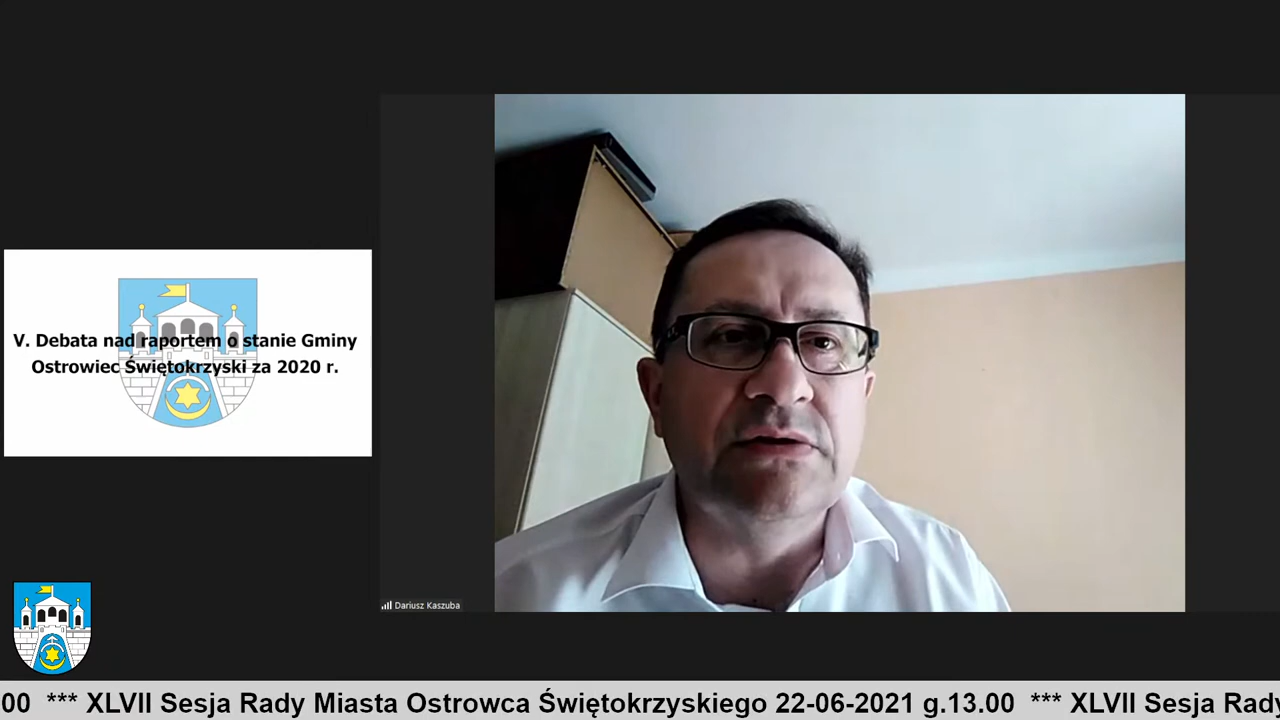 V. Debata nad raportem o stanie Gminy
Ostrowiec Świętokrzyski za 2020 r.
Dariusz Kaszuba
00 *** XLVII Sesja Rady Miasta Ostrowca Świętokrzyskiego 22-06-2021 g.13.00 *** XLVII Sesja Rady